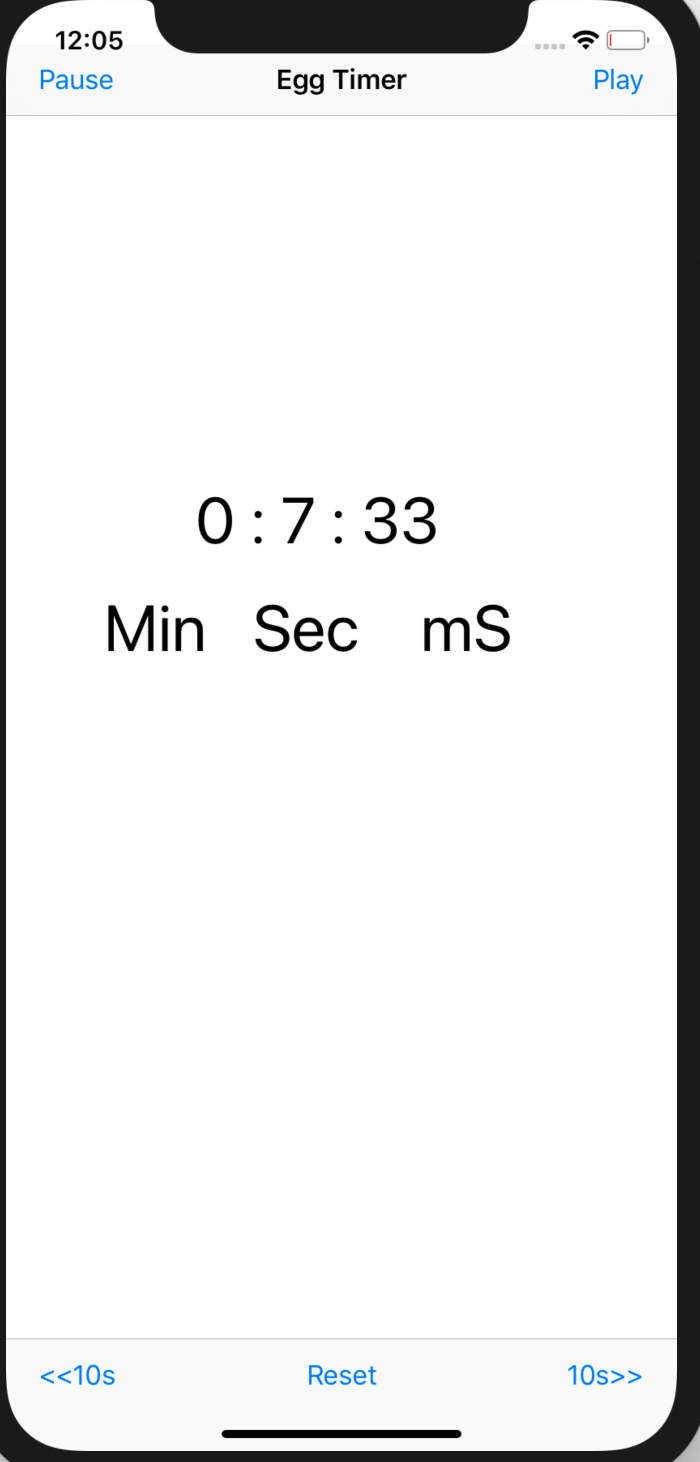 12:05
Pause Egg Timer Play
0 : 7 : 33
Min Sec mS
<<10s Reset 10s>>